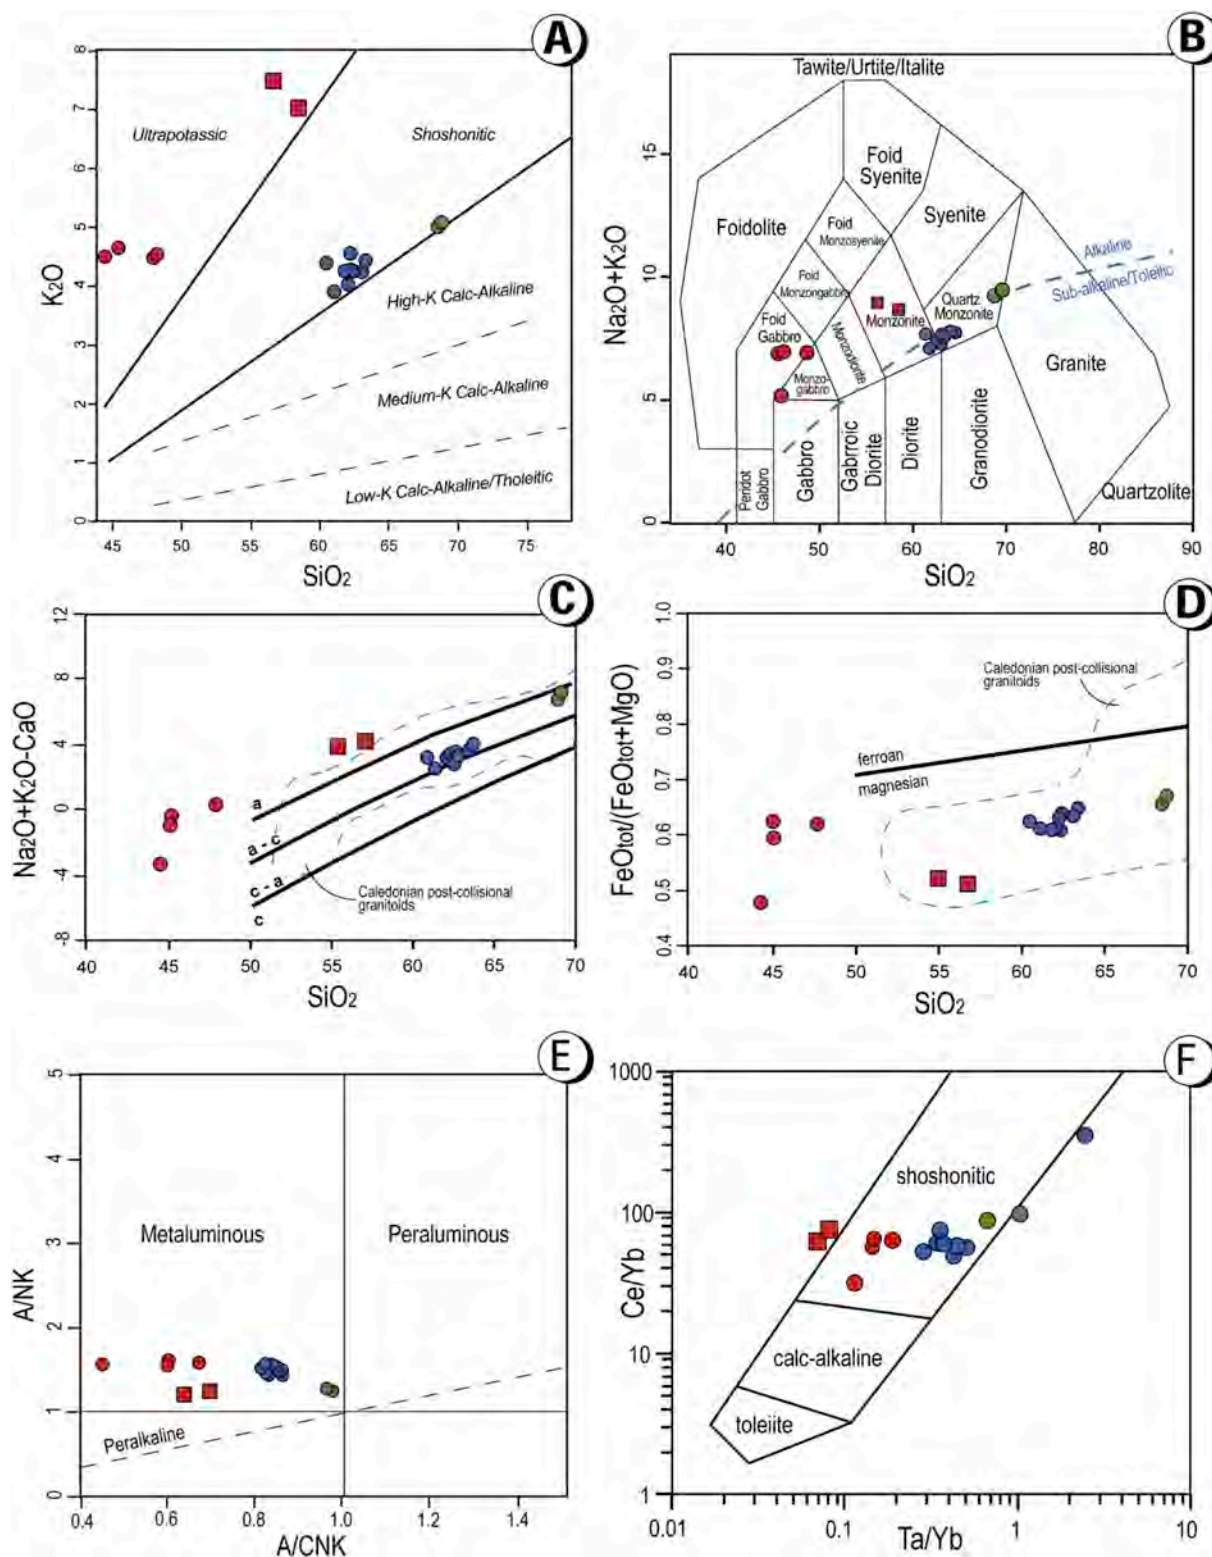 A
8
7
6
5
4
3
2
1
0
K2O
Ultrapotassic
Shoshonitic
High-K Calc-Alkaline
Medium-K Calc-Alkaline
Low-K Calc-Alkaline/Tholeitic
45
50
55
60
65
70
75
SiO2
B
15
10
5
0
Na2O+K2O
Tawite/Urtite/Italite
Foid
Syenite
Foidolite
Foid
Monzosyenite
Syenite
Foid
Monzongabbro
Alkaline
Sub-alkaline/Toleitic
Quartz
Monzonite
Foid
Gabbro
Monzodiorite
Monzonite
Monzo-
gabbro
Granite
Peridot
Gabbro
Gabbro
Gabbroic
Diorite
Diorite
Granodiorite
Quartzolite
40
50
60
70
80
90
SiO2
C
12
8
4
0
-4
-8
Na2O+K2O-CaO
a
a - c
c - a
c
Caledonian post-collisional
granitoids
40
45
50
55
60
65
70
SiO2
D
1.0
0.9
0.8
0.7
0.6
0.5
0.4
FeOtot/(FeOtot+MgO)
Caledonian post-collisional
granitoids
ferroan
magnesian
40
45
50
55
60
65
70
SiO2
E
5
4
3
2
1
0
A/NK
Metaluminous
Peraluminous
Peralkaline
0.4
0.6
0.8
1.0
1.2
1.4
A/CNK
F
1000
100
10
1
Ce/Yb
shoshonitic
calc-alkaline
toleiite
0.01
0.1
1
10
Ta/Yb